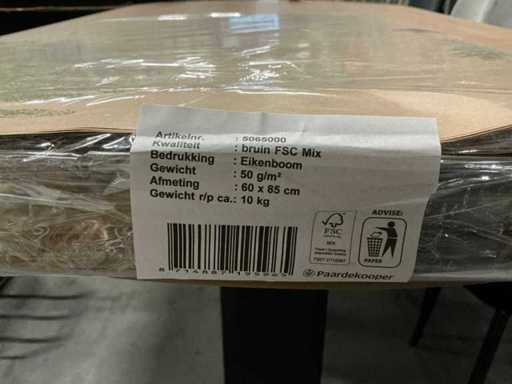 Artikelnr. : 5065000
Kwaliteit : bruin FSC Mix
Bedrukking : Eikenboom
Gewicht : 50 g/m²
Afmeting : 60 x 85 cm
Gewicht r/p ca.: 10 kg
FSC
MIX
ADVISE:
PAPER
Paardekooper